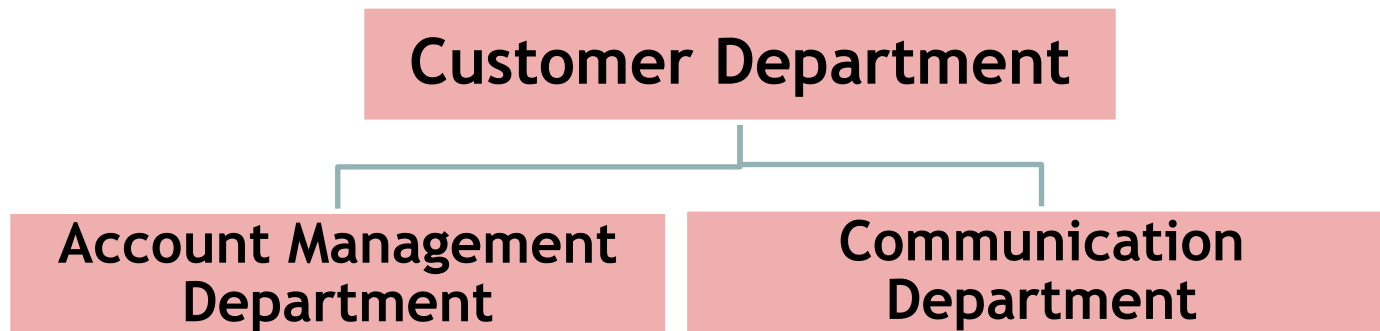 Customer Department
Account Management
Department
Communication
Department